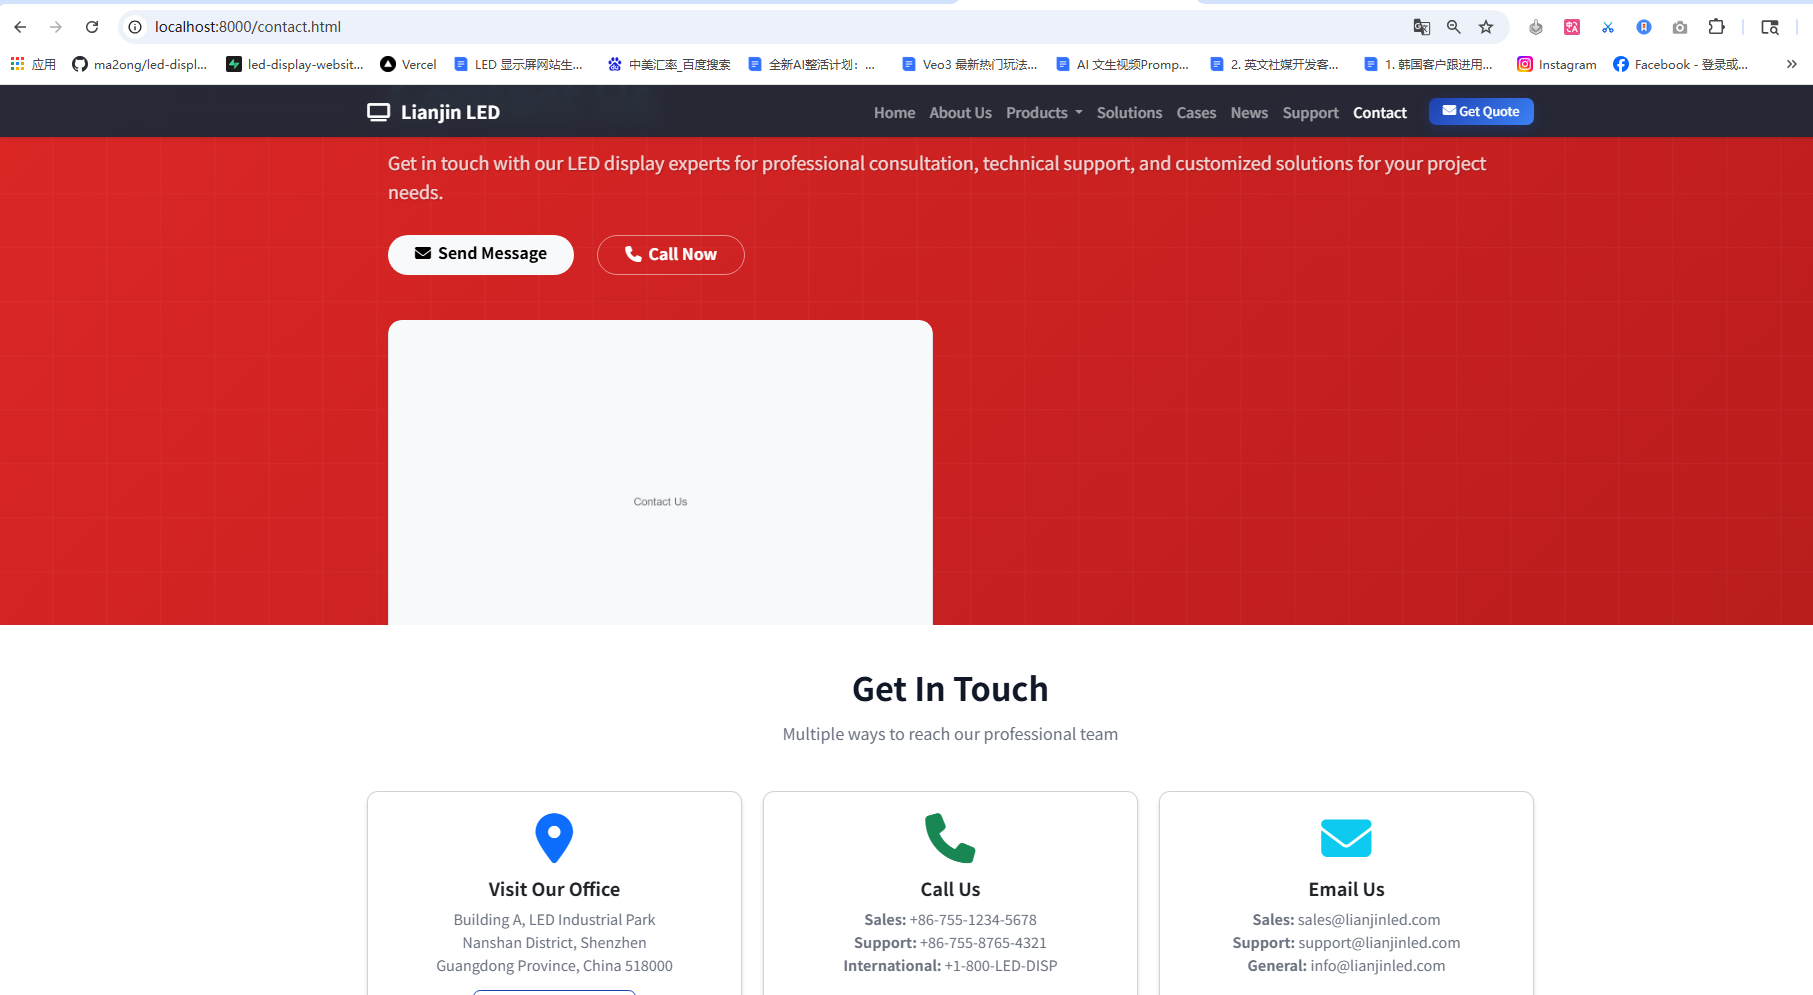 localhost:8000/contact.html
应用 ma2ong/led-displ... led-display-websit... Vercel LED 显示屏网站生... 中美汇率_百度搜索 全新AI整活计划：... Veo3 最新热门玩法... AI 文生视频Promp... 2. 英文社媒开发客... 1. 韩国客户跟进用... Instagram Facebook - 登录或...
Lianjin LED Home About Us Products Solutions Cases News Support Contact Get Quote
Get in touch with our LED display experts for professional consultation, technical support, and customized solutions for your project
needs.
Send Message Call Now
Contact Us
Get In Touch
Multiple ways to reach our professional team
Visit Our Office
Building A, LED Industrial Park
Nanshan District, Shenzhen
Guangdong Province, China 518000
Call Us
Sales: +86-755-1234-5678
Support: +86-755-8765-4321
International: +1-800-LED-DISP
Email Us
Sales: sales@lianjinled.com
Support: support@lianjinled.com
General: info@lianjinled.com